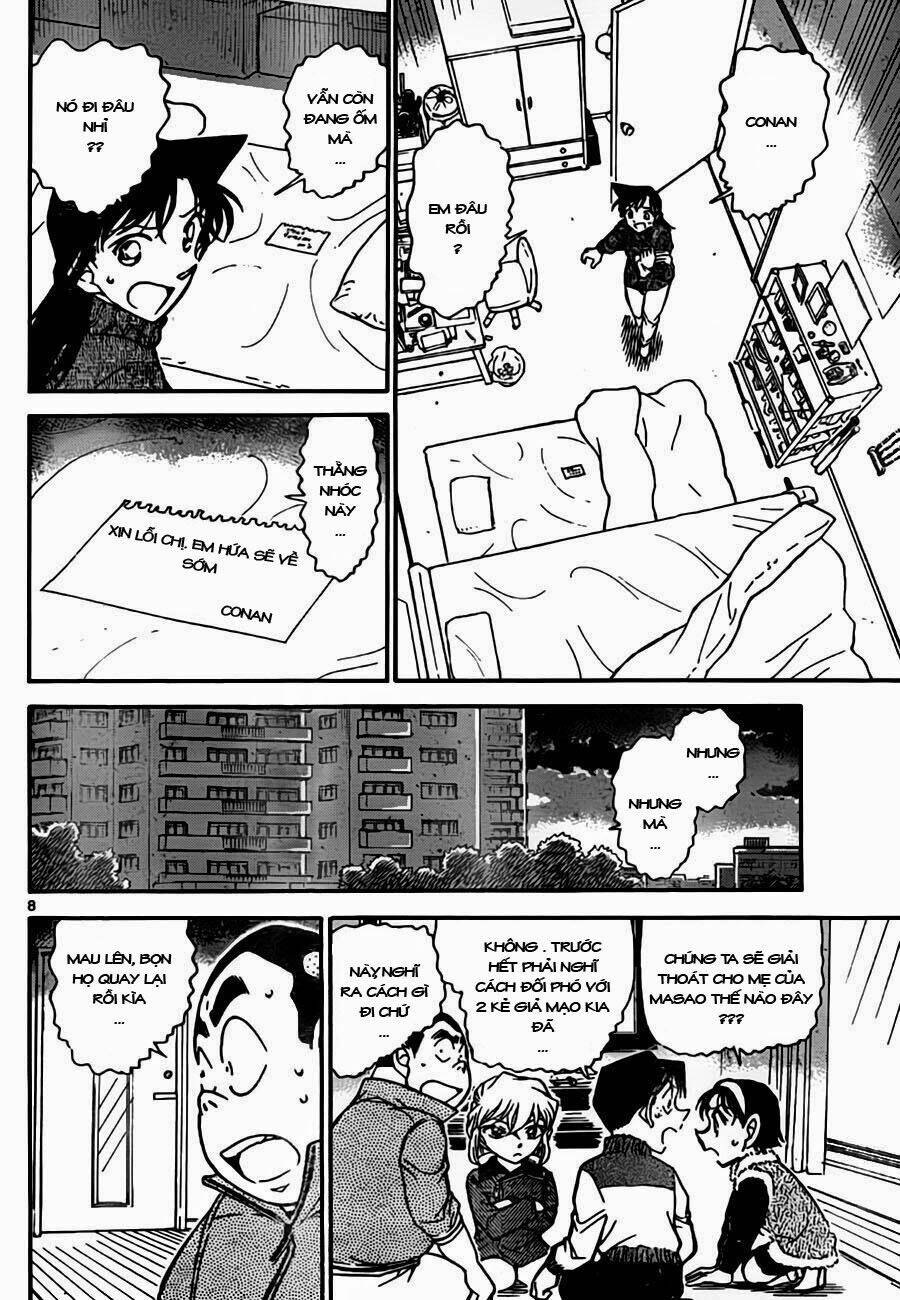 CONAN
...
EM ĐÂU
RỒI
?
VẪN CÒN
ĐANG ỐM
MÀ
...
NÓ ĐI ĐÂU
NHỈ
??
THẰNG
NHÓC
NÀY
...
XIN LỖI CHỊ. EM HỨA SẼ VỀ
SỚM
CONAN
NHƯNG
...
NHƯNG
MÀ
...
8
CHÚNG TA SẼ GIẢI
THOÁT CHO MẸ CỦA
MASAO THẾ NÀO ĐÂY
???
KHÔNG . TRƯỚC
HẾT PHẢI NGHĨ
CÁCH ĐỐI PHÓ VỚI
2 KẺ GIẢ MẠO KIA
ĐÃ
...
NÀY,NGHĨ
RA CÁCH GÌ
ĐI CHỨ
...
MAU LÊN, BỌN
HỌ QUAY LẠI
RỒI KÌA
...